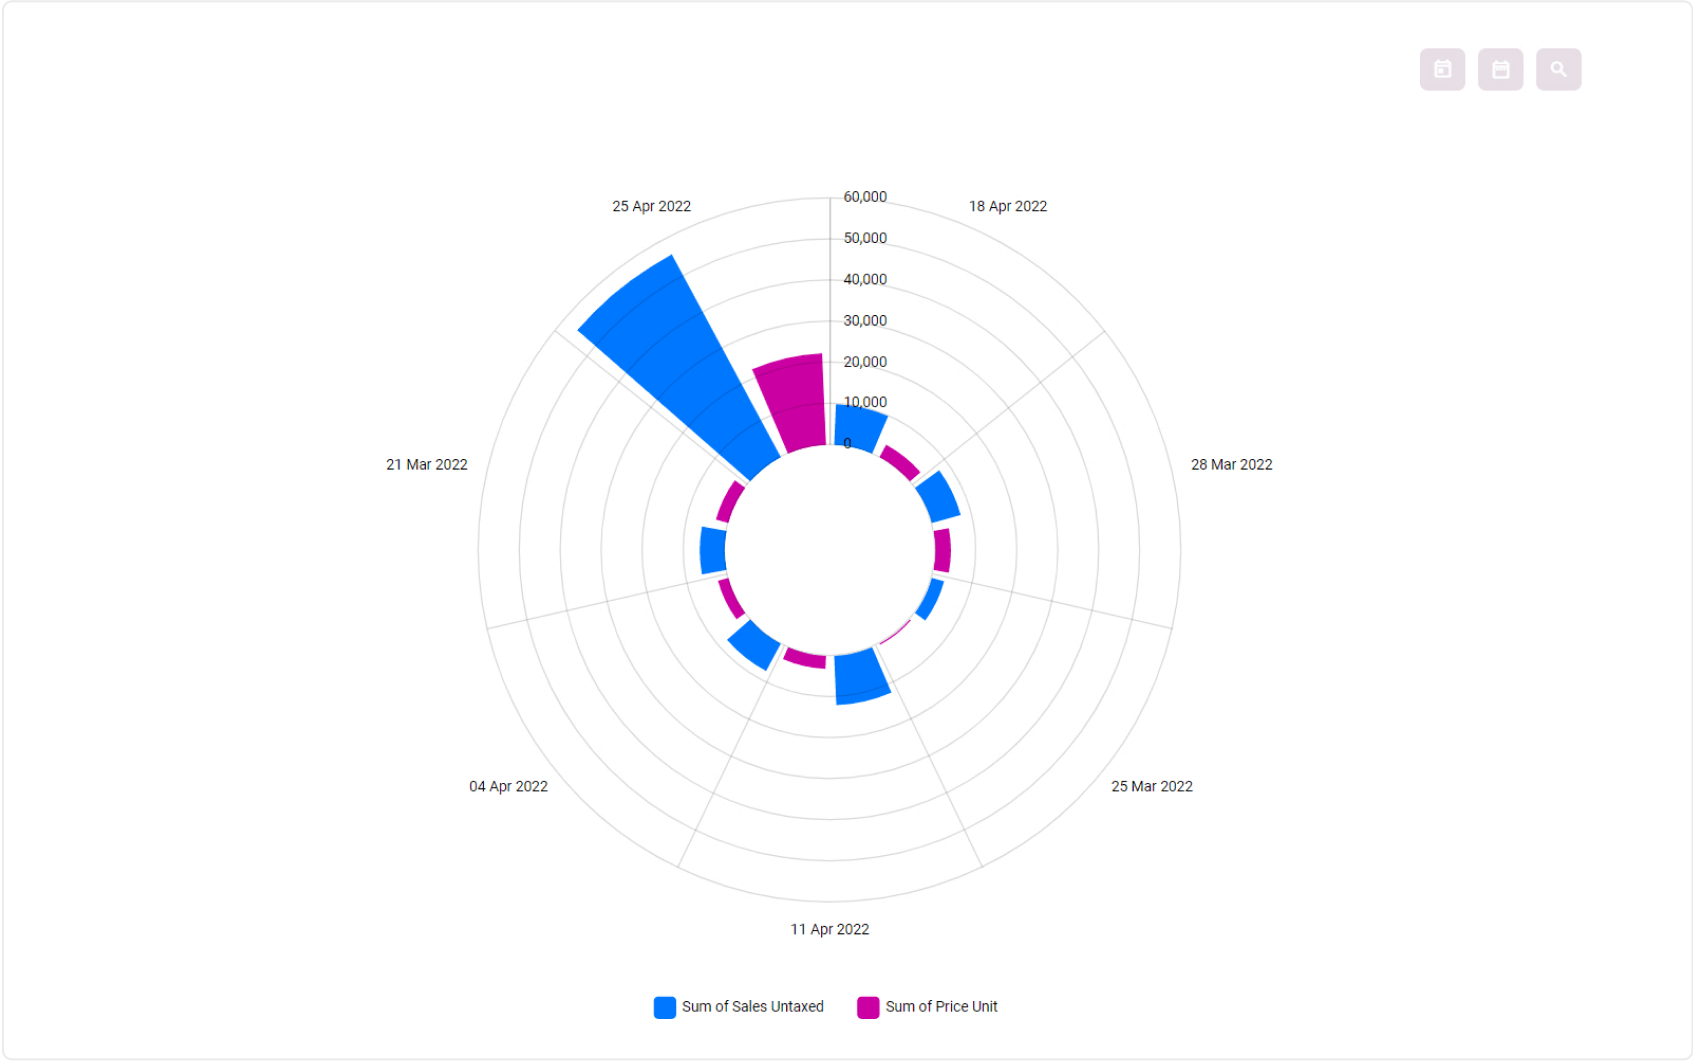 60,000
25 Apr 2022
18 Apr 2022
50,000
40,000
30,000
20,000
10,000
0
21 Mar 2022
28 Mar 2022
04 Apr 2022
25 Mar 2022
11 Apr 2022
Sum of Sales Untaxed
Sum of Price Unit